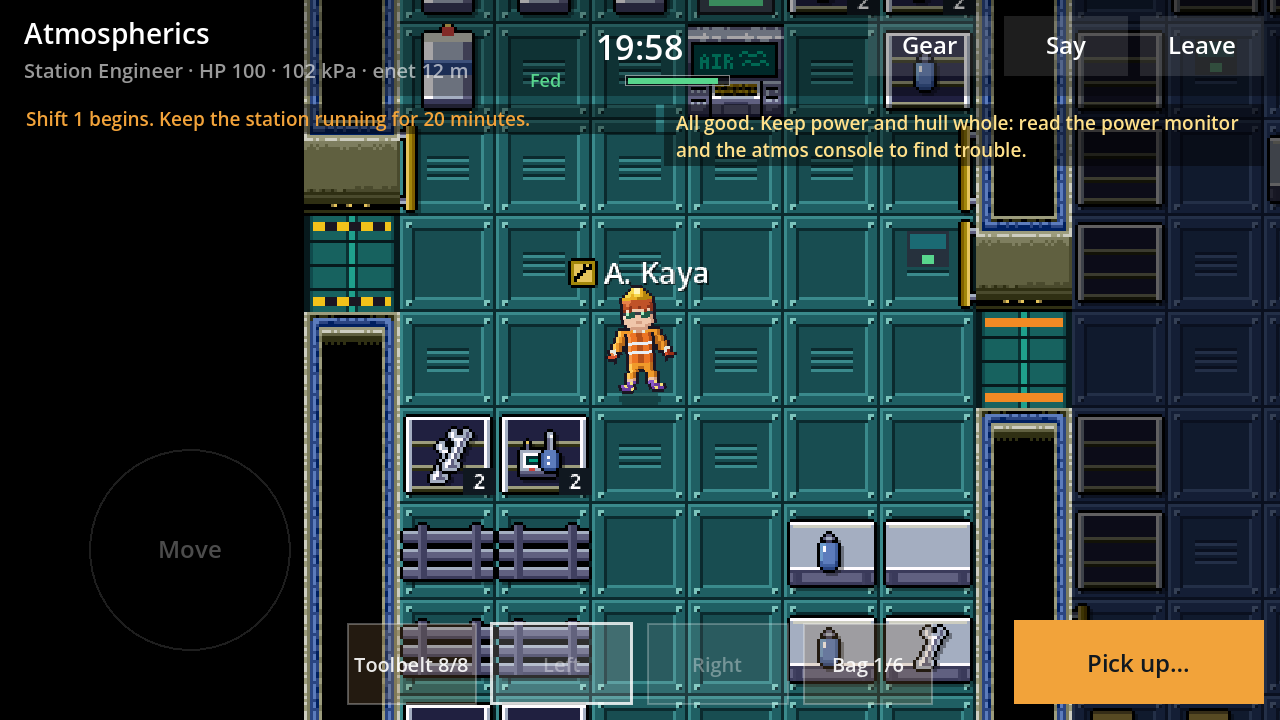 Atmospherics
Station Engineer · HP 100 · 102 kPa · enet 12 m
Shift 1 begins. Keep the station running for 20 minutes.
19:58
Fed
AIR
Gear
Say
Leave
All good. Keep power and hull whole: read the power monitor
and the atmos console to find trouble.
2
2
A. Kaya
2
2
Move
Toolbelt 8/8
Left
Right
Bag 1/6
Pick up...